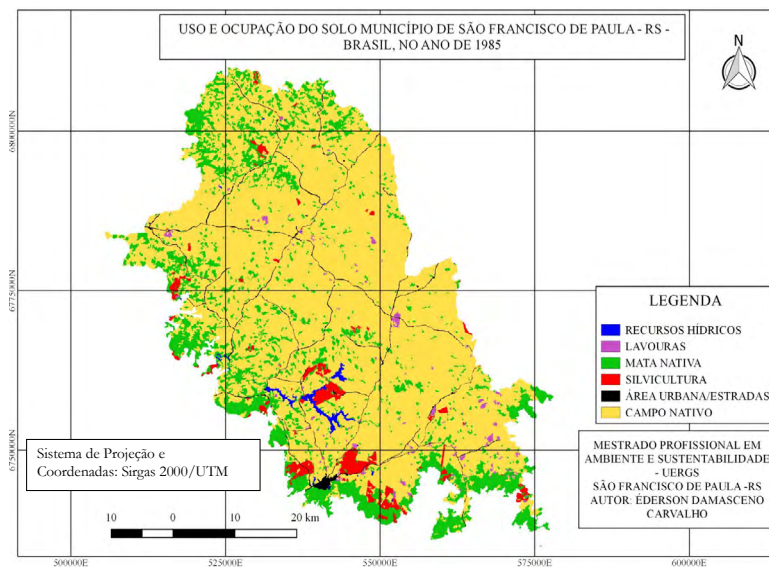 USO E OCUPAÇÃO DO SOLO MUNICÍPIO DE SÃO FRANCISCO DE PAULA - RS -
BRASIL, NO ANO DE 1985
N
6800000N
6775000N
6750000N
LEGENDA
RECURSOS HÍDRICOS
LAVOURAS
MATA NATIVA
SILVICULTURA
ÁREA URBANA/ESTRADAS
CAMPO NATIVO
Sistema de Projeção e
Coordenadas: Sirgas 2000/UTM
MESTRADO PROFISSIONAL EM
AMBIENTE E SUSTENTABILIDADE
- UERGS
SÃO FRANCISCO DE PAULA -RS
AUTOR: ÉDERSON DAMASCENO
CARVALHO
10 0 10 20 km
500000E 525000E 550000E 575000E 600000E